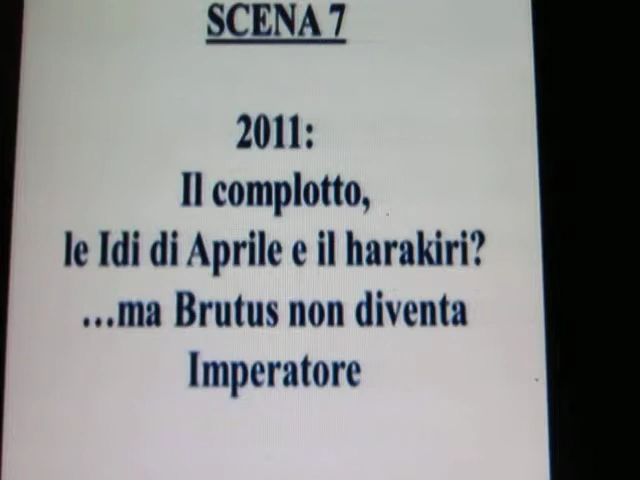 SCENA 7
2011:
Il complotto,
le Idi di Aprile e il harakiri?
...ma Brutus non diventa
Imperatore